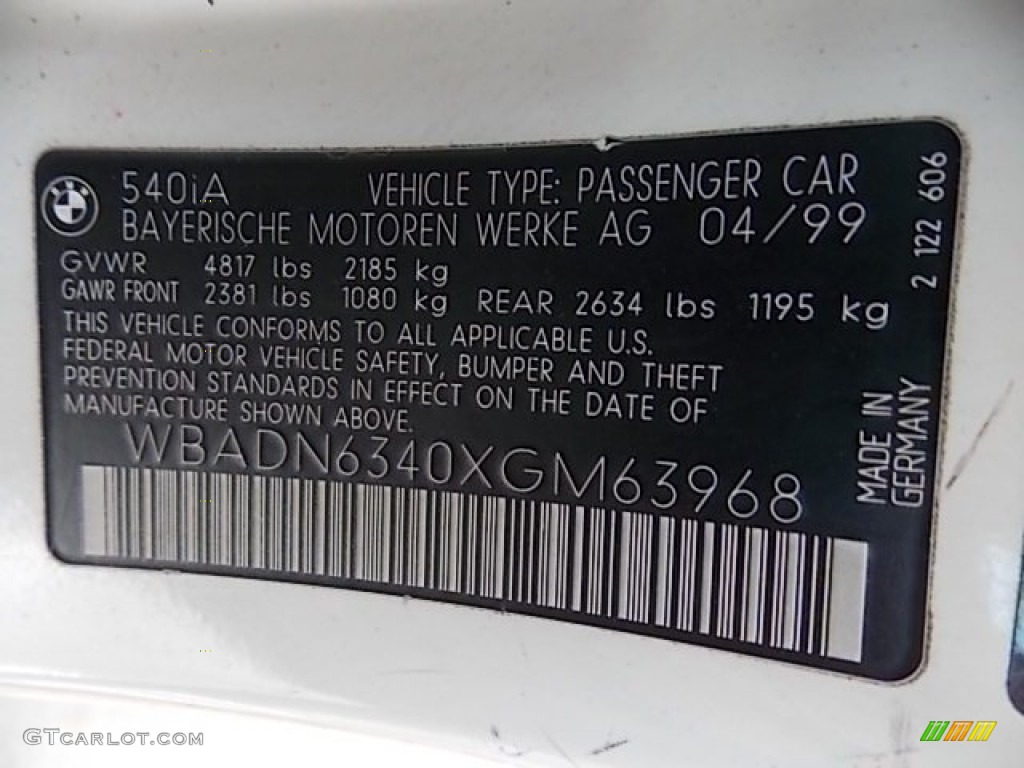 540iA VEHICLE TYPE: PASSENGER CAR
BAYERISCHE MOTOREN WERKE AG 04/99
GVWR 4817 lbs 2185 kg
GAWR FRONT 2381 lbs 1080 kg REAR 2634 lbs 1195 kg
THIS VEHICLE CONFORMS TO ALL APPLICABLE U.S.
FEDERAL MOTOR VEHICLE SAFETY, BUMPER AND THEFT
PREVENTION STANDARDS IN EFFECT ON THE DATE OF
MANUFACTURE SHOWN ABOVE.
WBADN6340XGM63968
2 122 606
MADE IN
GERMANY
GTCARLOT.COM